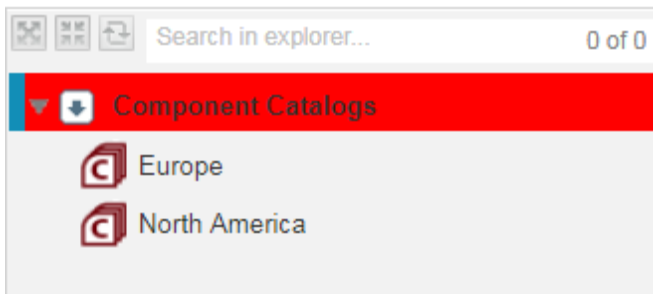 Search in explorer... 0 of 0
Component Catalogs
C Europe
C North America